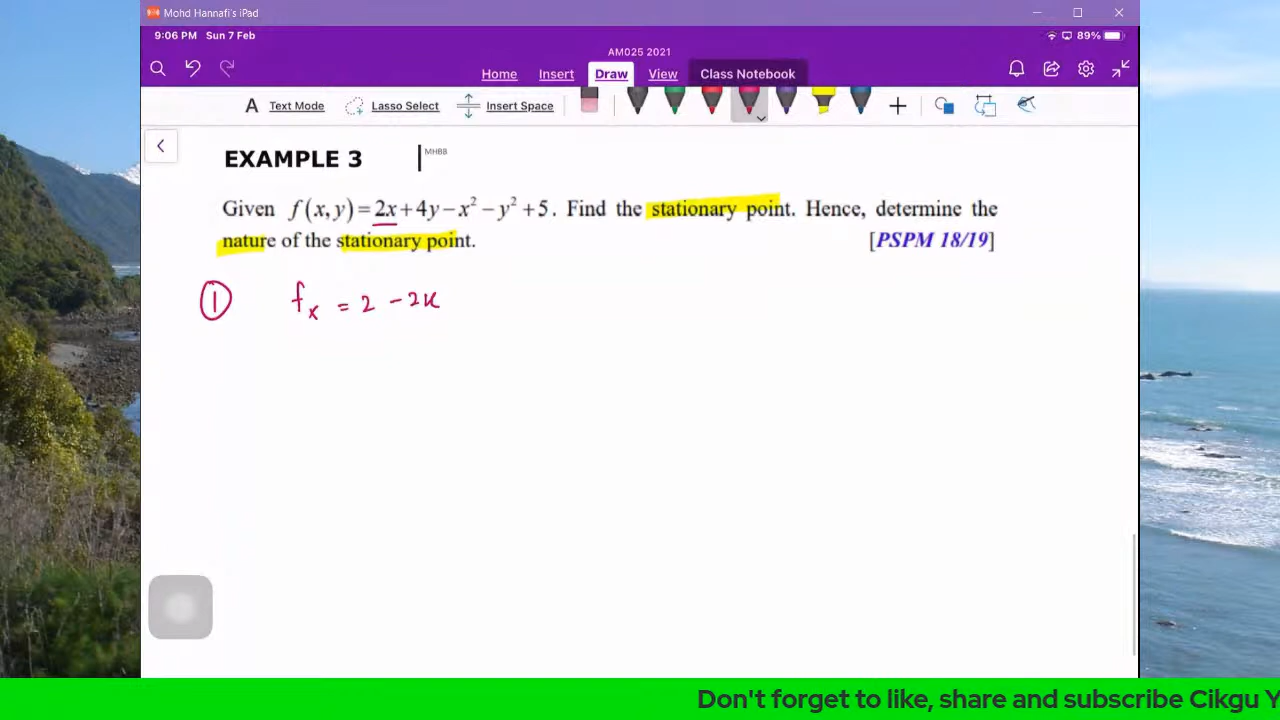 Mohd Hannafi's iPad
9:06 PM Sun 7 Feb 89%
AM025 2021
Home Insert Draw View Class Notebook
A Text Mode Lasso Select Insert Space
EXAMPLE 3 MHBB
Given f(x,y)=2x+4y−x²−y²+5. Find the stationary point. Hence, determine the
nature of the stationary point. [PSPM 18/19]
① fₓ = 2 − 2x
Don't forget to like, share and subscribe Cikgu Y